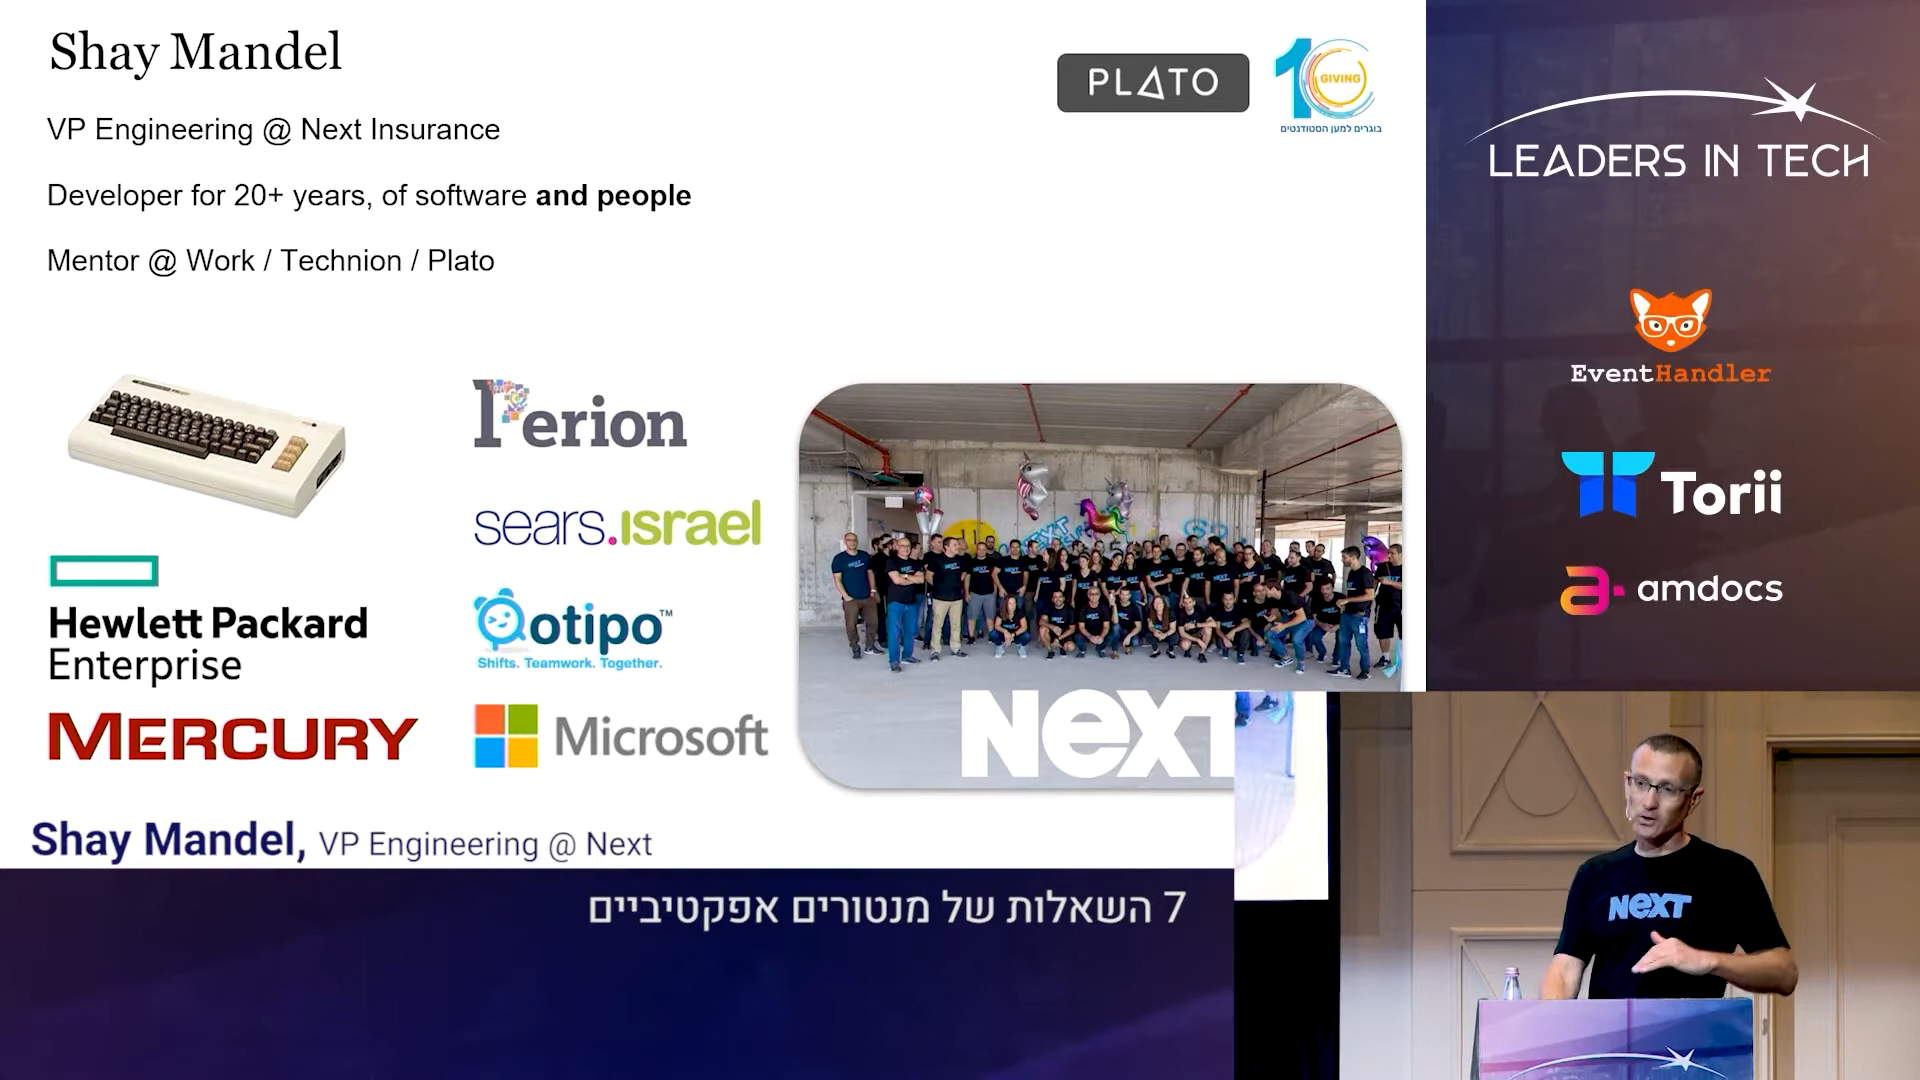 Shay Mandel
VP Engineering @ Next Insurance
Developer for 20+ years, of software and people
Mentor @ Work / Technion / Plato
PLATO
10
GIVING
בוגרים למען הסטודנטים
LEADERS IN TECH
EventHandler
Torii
amdocs
Perion
sears.israel
Qotipo™
Shifts. Teamwork. Together.
Microsoft
Hewlett Packard
Enterprise
MERCURY
NEXT
Shay Mandel, VP Engineering @ Next
7 השאלות של מנטורים אפקטיביים
NEXT